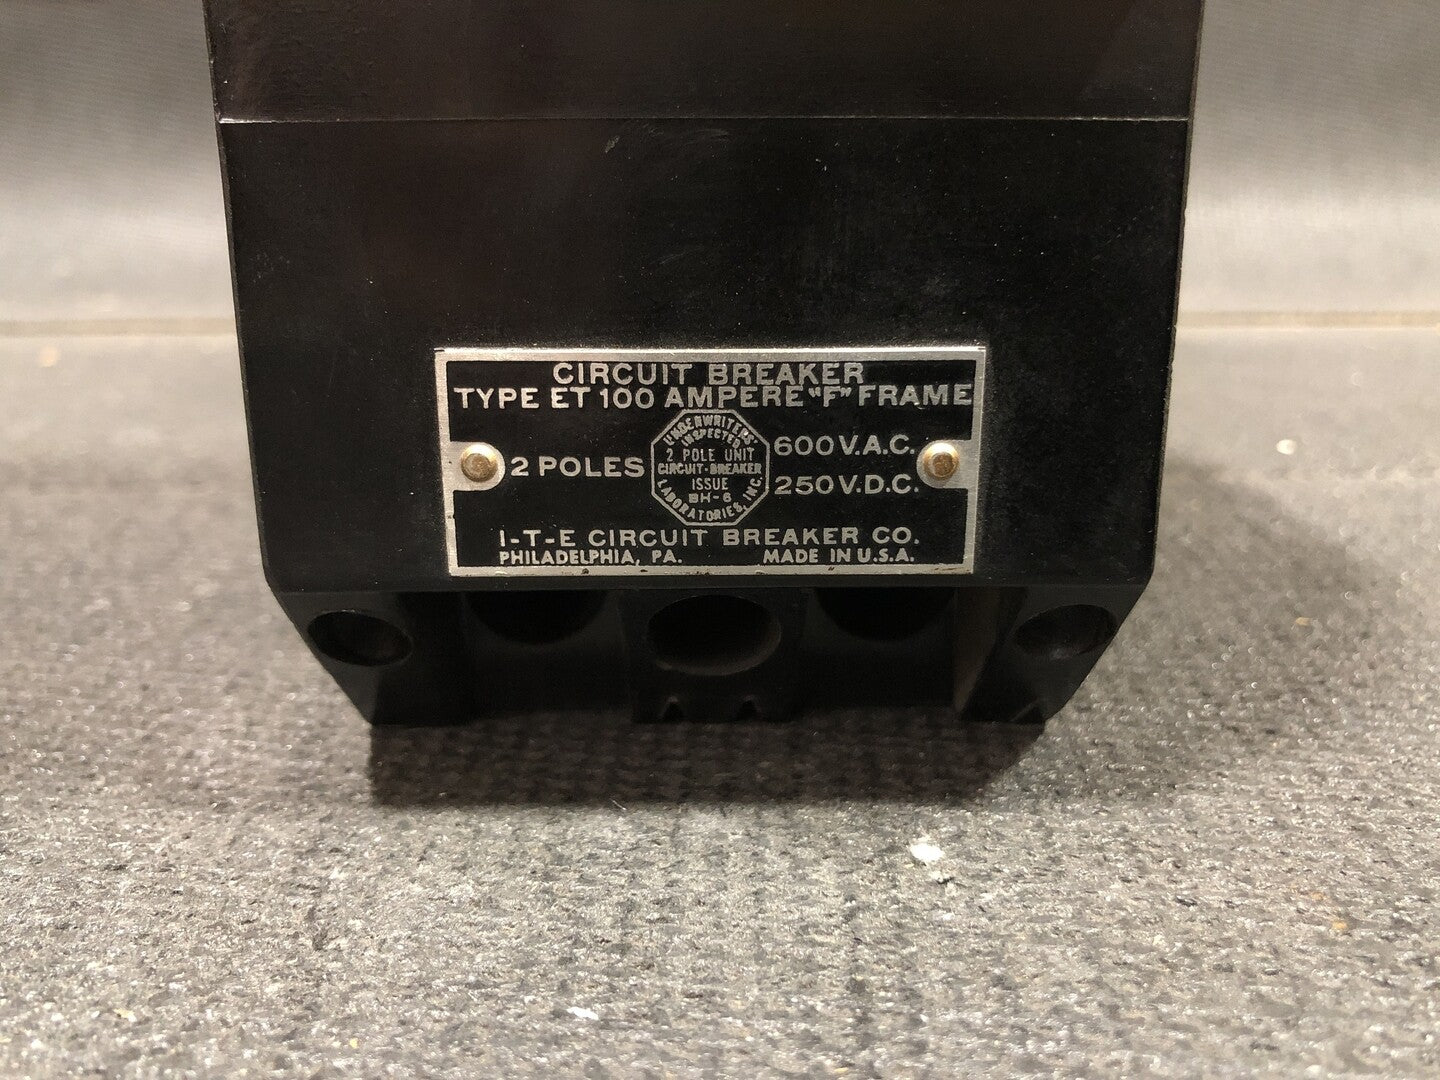 CIRCUIT BREAKER
TYPE ET 100 AMPERE "F" FRAME
2 POLES
UNDERWRITERS'
INSPECTED
2 POLE UNIT
CIRCUIT-BREAKER
ISSUE
BH-6
LABORATORIES, INC.
600 V.A.C.
250 V.D.C.
I-T-E CIRCUIT BREAKER CO.
PHILADELPHIA, PA. MADE IN U.S.A.